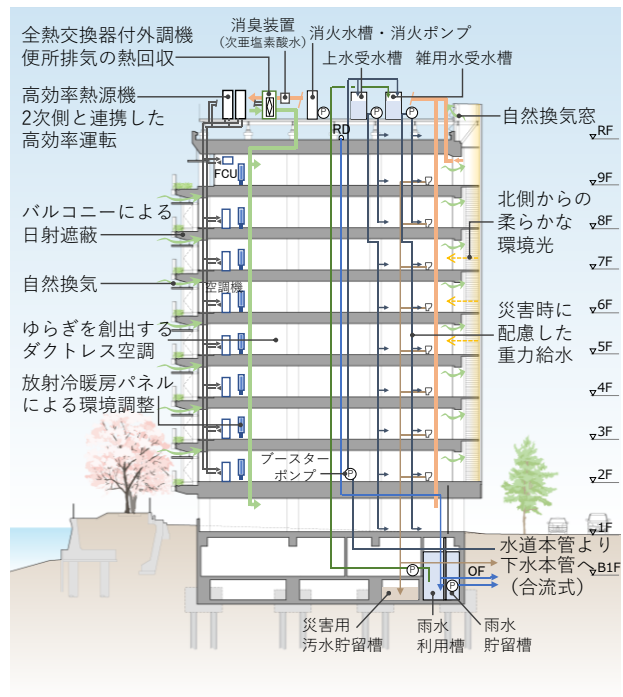 全熱交換器付外調機
便所排気の熱回収
消臭装置
(次亜塩素酸水)
消火水槽・消火ポンプ
上水受水槽
雑用水受水槽
高効率熱源機
2次側と連携した
高効率運転
P
P
P
自然換気窓
RD
RF
FCU
9F
バルコニーによる
日射遮蔽
北側からの
柔らかな
環境光
8F
7F
自然換気
空調機
6F
ゆらぎを創出する
ダクトレス空調
災害時に
配慮した
重力給水
5F
放射冷暖房パネル
による環境調整
4F
3F
ブースター
ポンプ
P
2F
1F
水道本管より
下水本管へ
(合流式)
B1F
P
OF
P
災害用
汚水貯留槽
雨水
利用槽
雨水
貯留槽